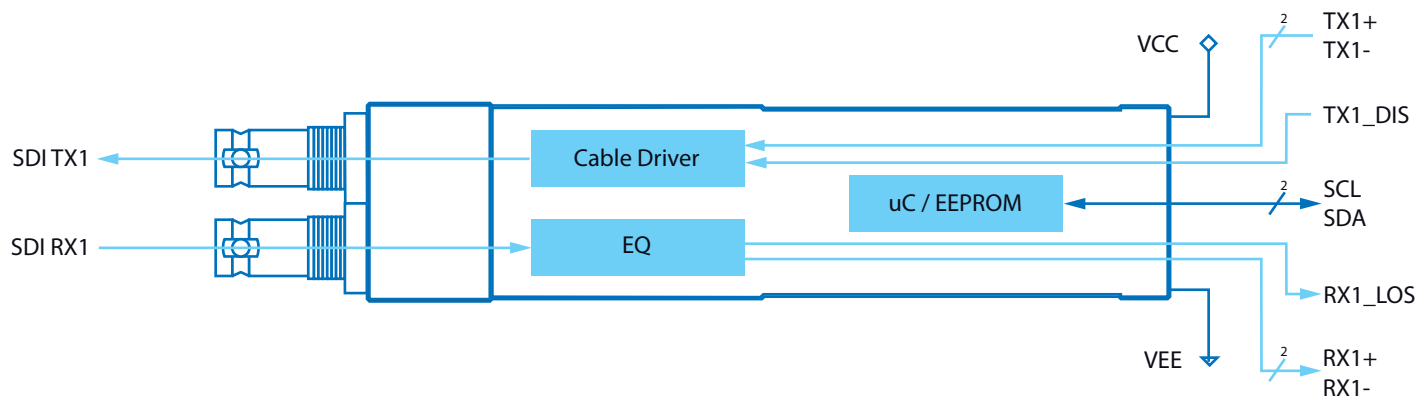 2
TX1+
TX1-
VCC
TX1_DIS
SDI TX1
Cable Driver
uC / EEPROM
2
SCL
SDA
SDI RX1
EQ
RX1_LOS
VEE
2
RX1+
RX1-